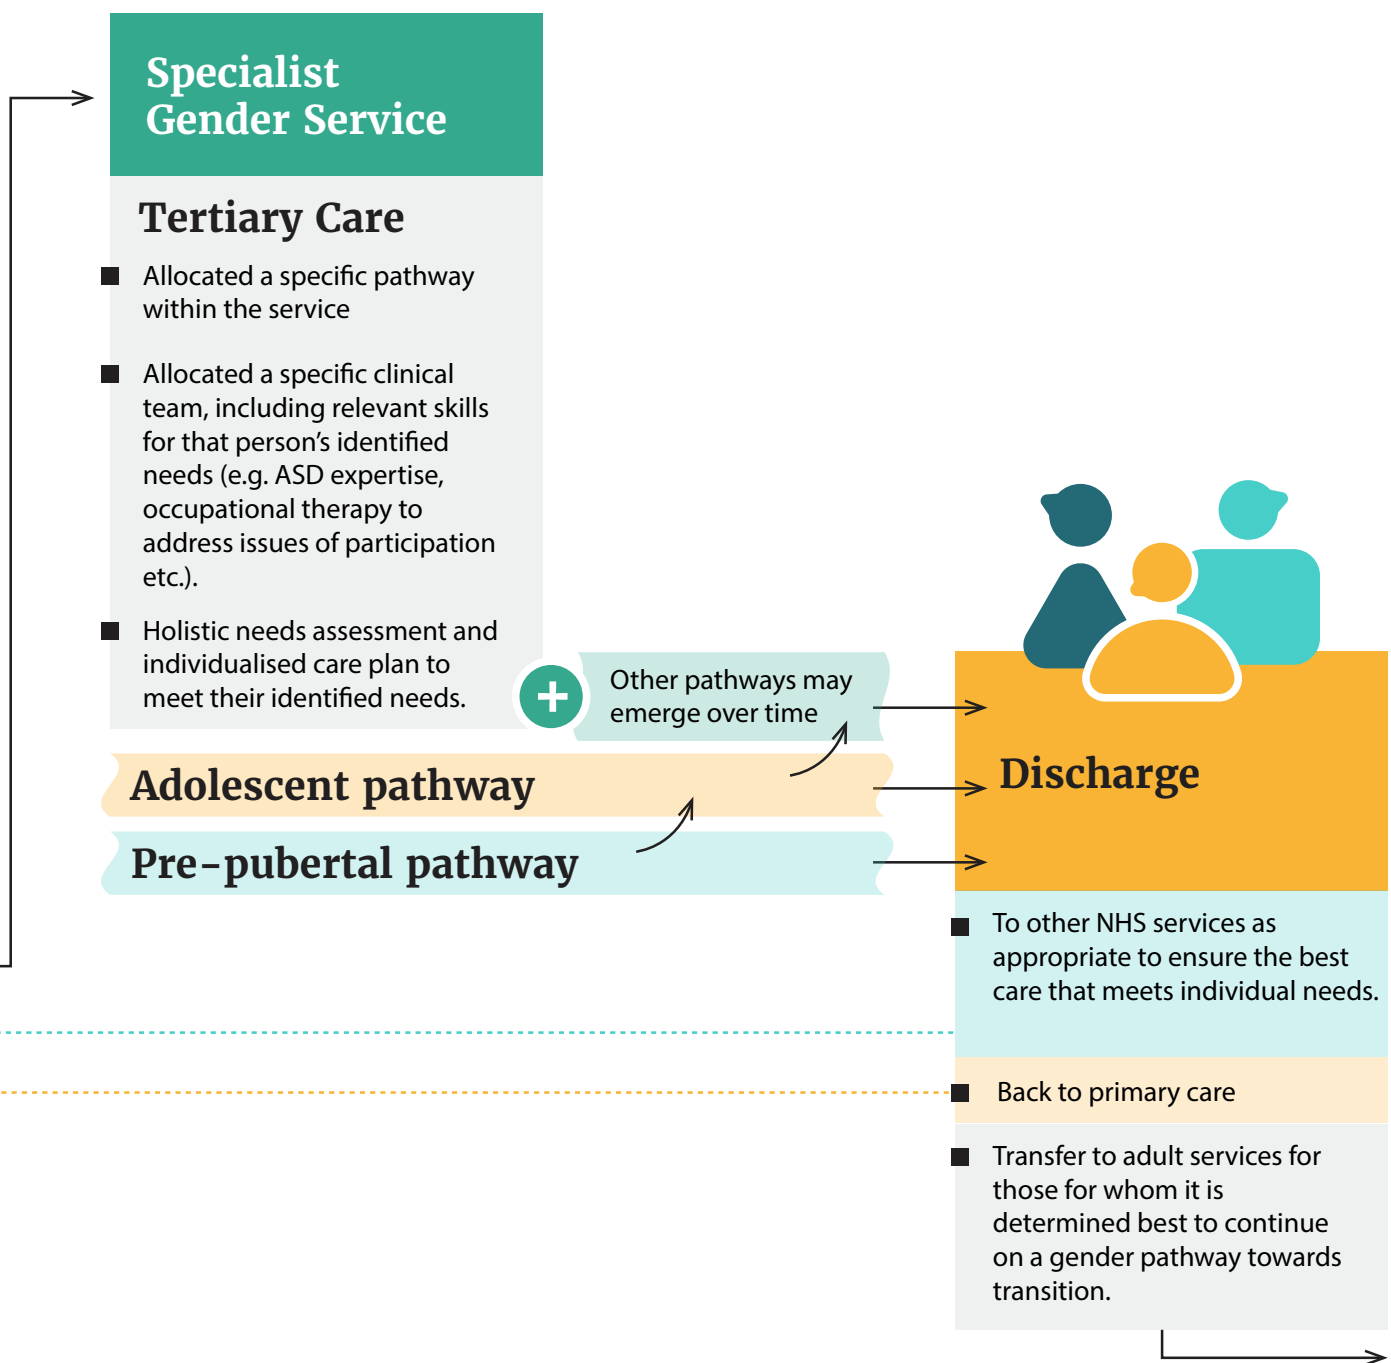 Specialist
Gender Service
Tertiary Care
Allocated a specific pathway
within the service
Allocated a specific clinical
team, including relevant skills
for that person’s identified
needs (e.g. ASD expertise,
occupational therapy to
address issues of participation
etc.).
Holistic needs assessment and
individualised care plan to
meet their identified needs.
+
Other pathways may
emerge over time
Adolescent pathway
Pre-pubertal pathway
Discharge
To other NHS services as
appropriate to ensure the best
care that meets individual needs.
Back to primary care
Transfer to adult services for
those for whom it is
determined best to continue
on a gender pathway towards
transition.